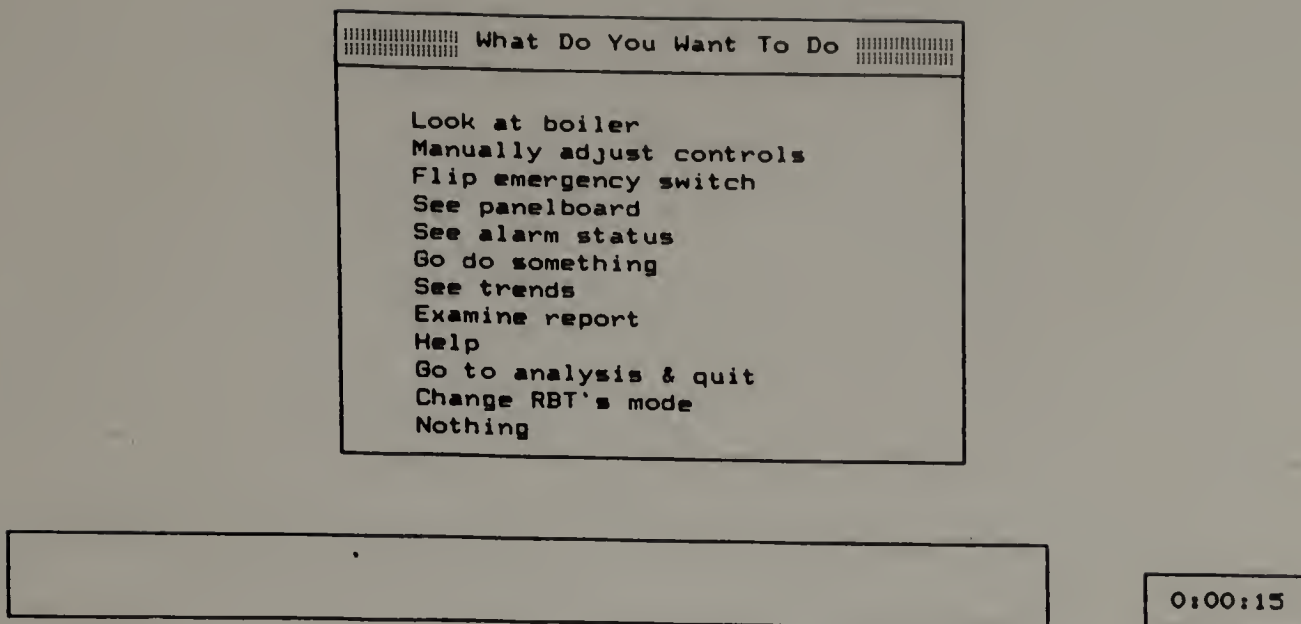 What Do You Want To Do
Look at boiler
Manually adjust controls
Flip emergency switch
See panelboard
See alarm status
Go do something
See trends
Examine report
Help
Go to analysis & quit
Change RBT's mode
Nothing
0:00:15